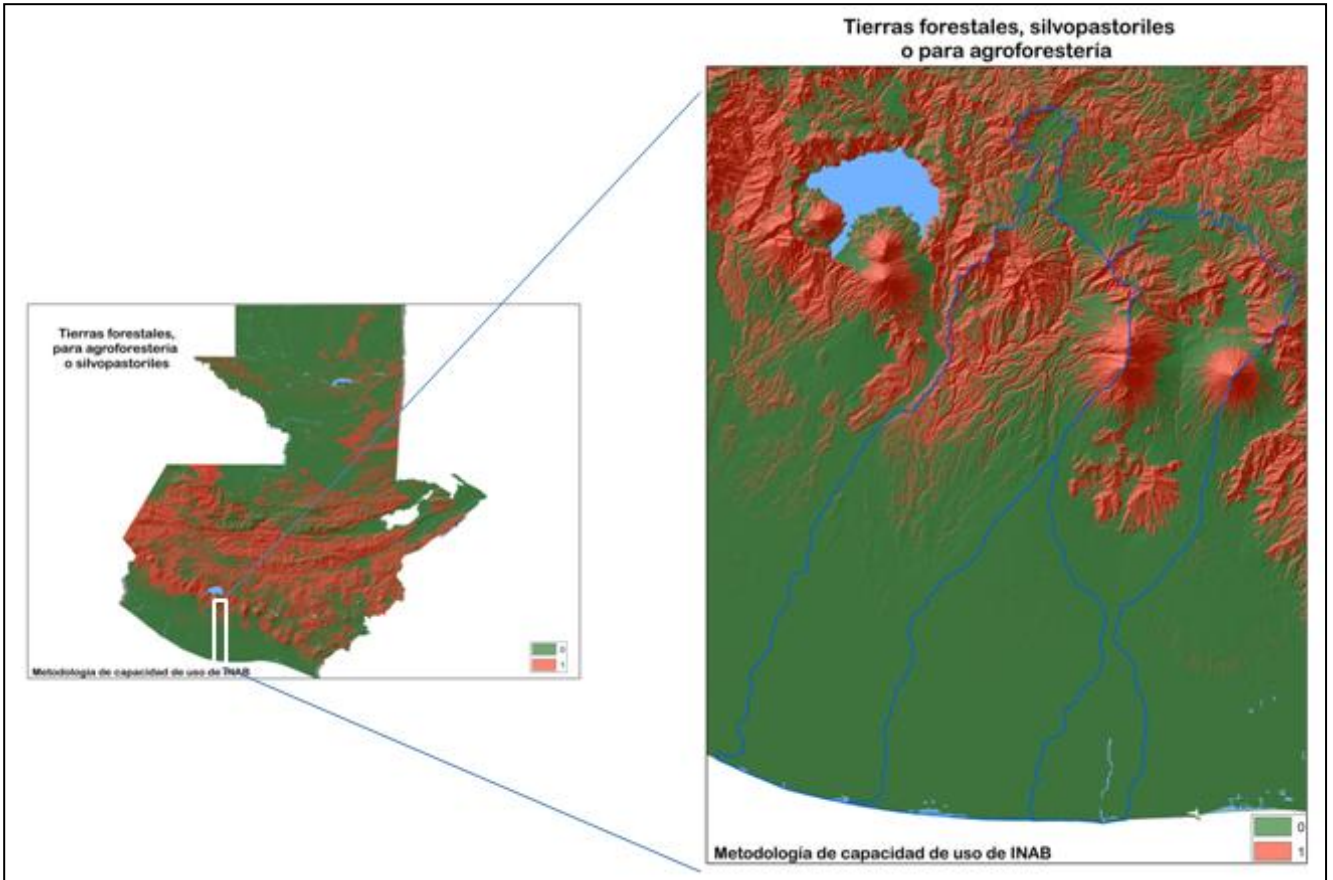 Tierras forestales, silvopastoriles
o para agroforestería
Tierras forestales,
para agroforestería
o silvopastoriles
0
1
Metodología de capacidad de uso de INAB
0
1
Metodología de capacidad de uso de INAB